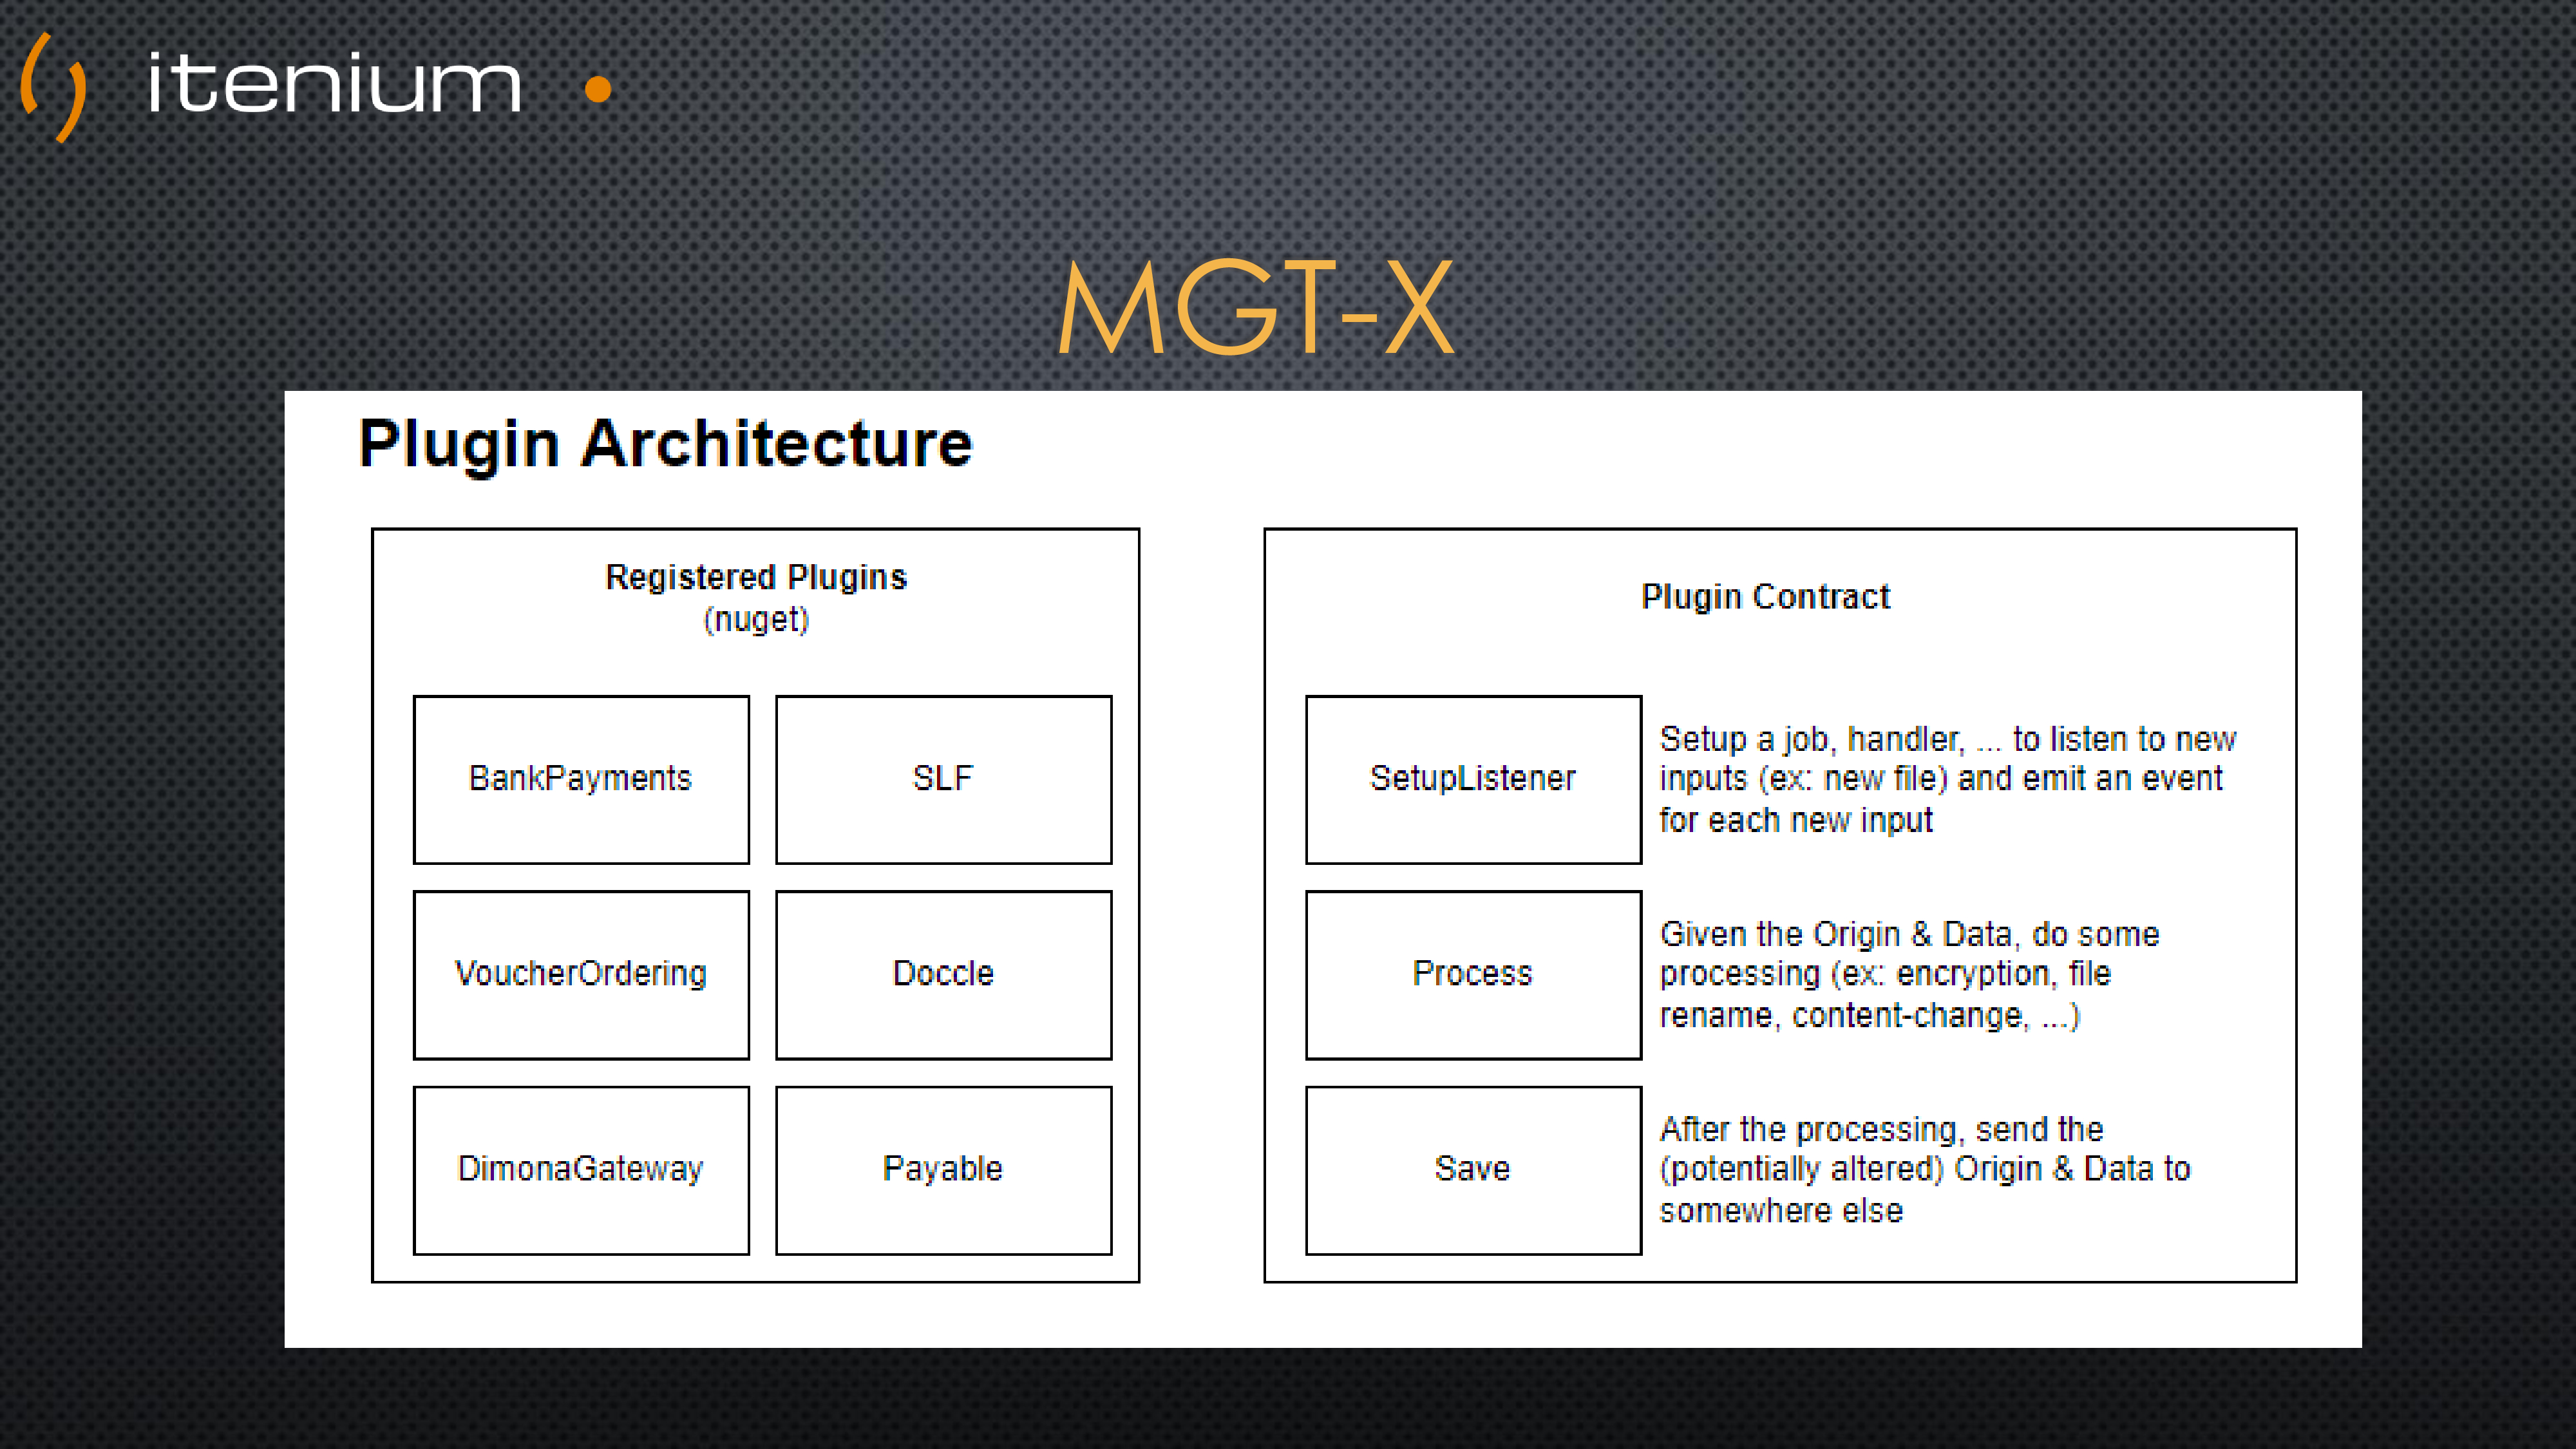 itenium
MGT-X
Plugin Architecture
Registered Plugins
(nuget)
BankPayments
SLF
VoucherOrdering
Doccle
DimonaGateway
Payable
Plugin Contract
SetupListener
Setup a job, handler, ... to listen to new
inputs (ex: new file) and emit an event
for each new input
Process
Given the Origin & Data, do some
processing (ex: encryption, file
rename, content-change, ...)
Save
After the processing, send the
(potentially altered) Origin & Data to
somewhere else